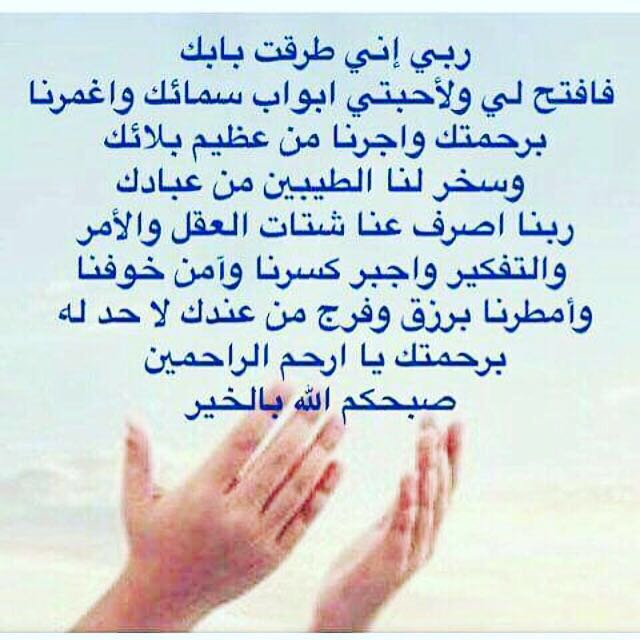 ربي إني طرقت بابك
فافتح لي ولأحبتي ابواب سمائك واغمرنا
برحمتك واجرنا من عظيم بلائك
وسخر لنا الطيبين من عبادك
ربنا اصرف عنا شتات العقل والأمر
والتفكير واجبر كسرنا وآمن خوفنا
وأمطرنا برزق وفرج من عندك لا حد له
برحمتك يا ارحم الراحمين
صبحكم الله بالخير